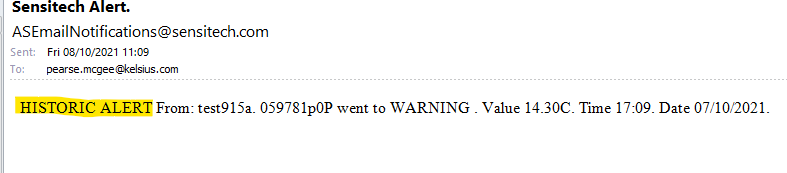 Sensitech Alert.
ASEmailNotifications@sensitech.com
Sent: Fri 08/10/2021 11:09
To: pearse.mcgee@kelsius.com
HISTORIC ALERT From: test915a. 059781p0P went to WARNING . Value 14.30C. Time 17:09. Date 07/10/2021.